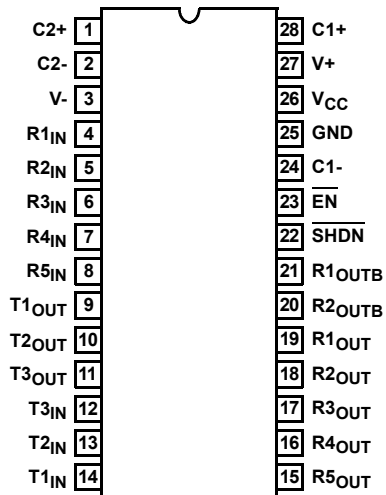 C2+ 1 28 C1+
C2- 2 27 V+
V- 3 26 VCC
R1IN 4 25 GND
R2IN 5 24 C1-
R3IN 6 23 EN
R4IN 7 22 SHDN
R5IN 8 21 R1OUTB
T1OUT 9 20 R2OUTB
T2OUT 10 19 R1OUT
T3OUT 11 18 R2OUT
T3IN 12 17 R3OUT
T2IN 13 16 R4OUT
T1IN 14 15 R5OUT